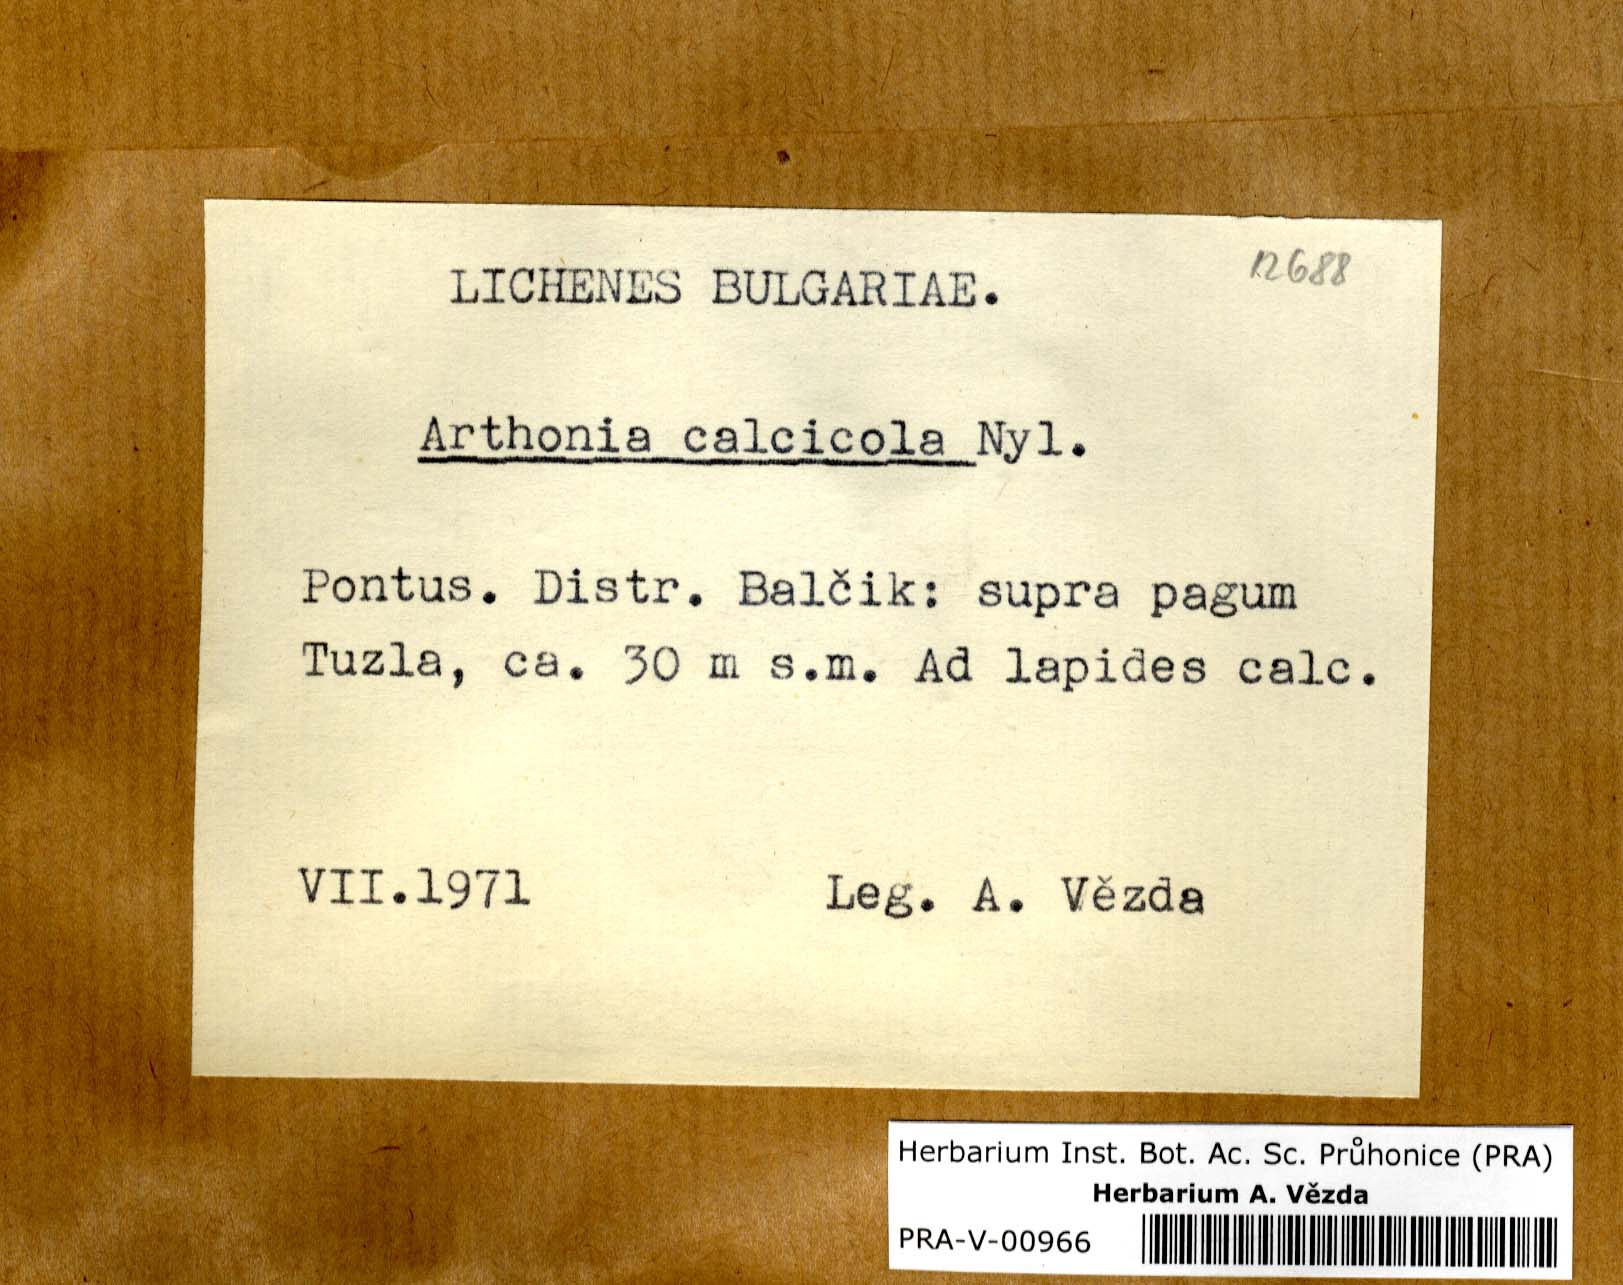 12688
LICHENES BULGARIAE.
Arthonia calcicola Nyl.
Pontus. Distr. Balčik: supra pagum
Tuzla, ca. 30 m s.m. Ad lapides calc.
VII.1971 Leg. A. Vězda
Herbarium Inst. Bot. Ac. Sc. Průhonice (PRA)
Herbarium A. Vězda
PRA-V-00966